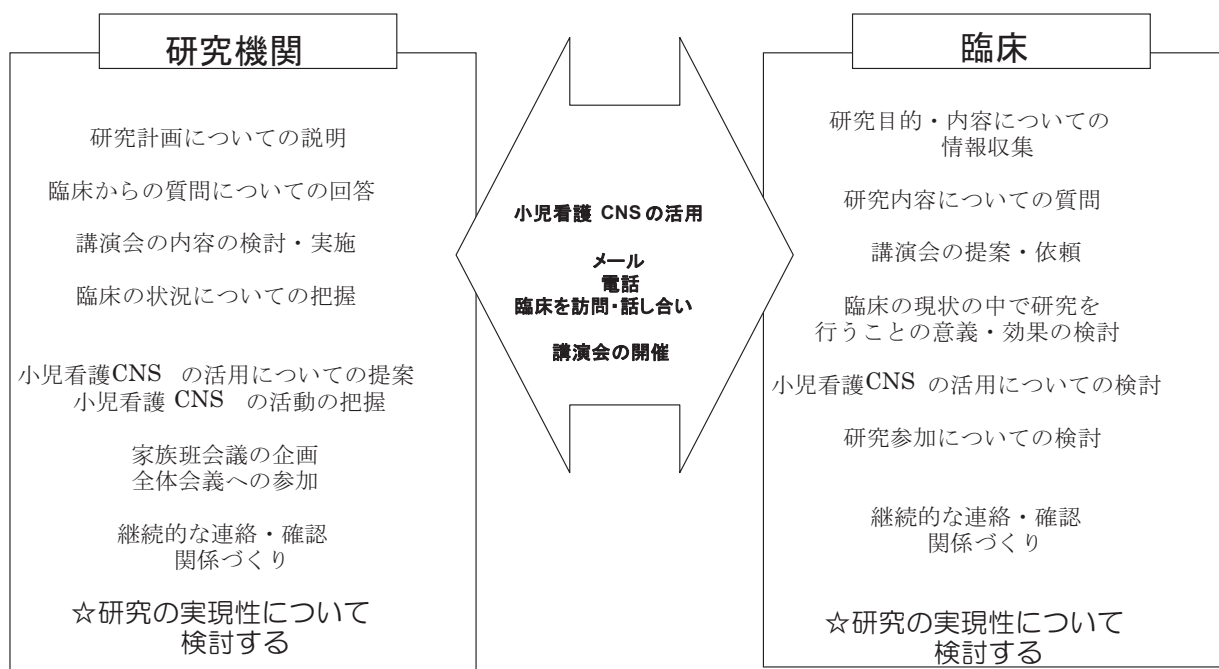 研究機関
研究計画についての説明
臨床からの質問についての回答
講演会の内容の検討・実施
臨床の状況についての把握
小児看護CNS の活用についての提案
小児看護 CNS の活動の把握
家族班会議の企画
全体会議への参加
継続的な連絡・確認
関係づくり
☆研究の実現性について
検討する
小児看護 CNSの活用
メール
電話
臨床を訪問・話し合い
講演会の開催
臨床
研究目的・内容についての
情報収集
研究内容についての質問
講演会の提案・依頼
臨床の現状の中で研究を
行うことの意義・効果の検討
小児看護CNS の活用についての検討
研究参加についての検討
継続的な連絡・確認
関係づくり
☆研究の実現性について
検討する